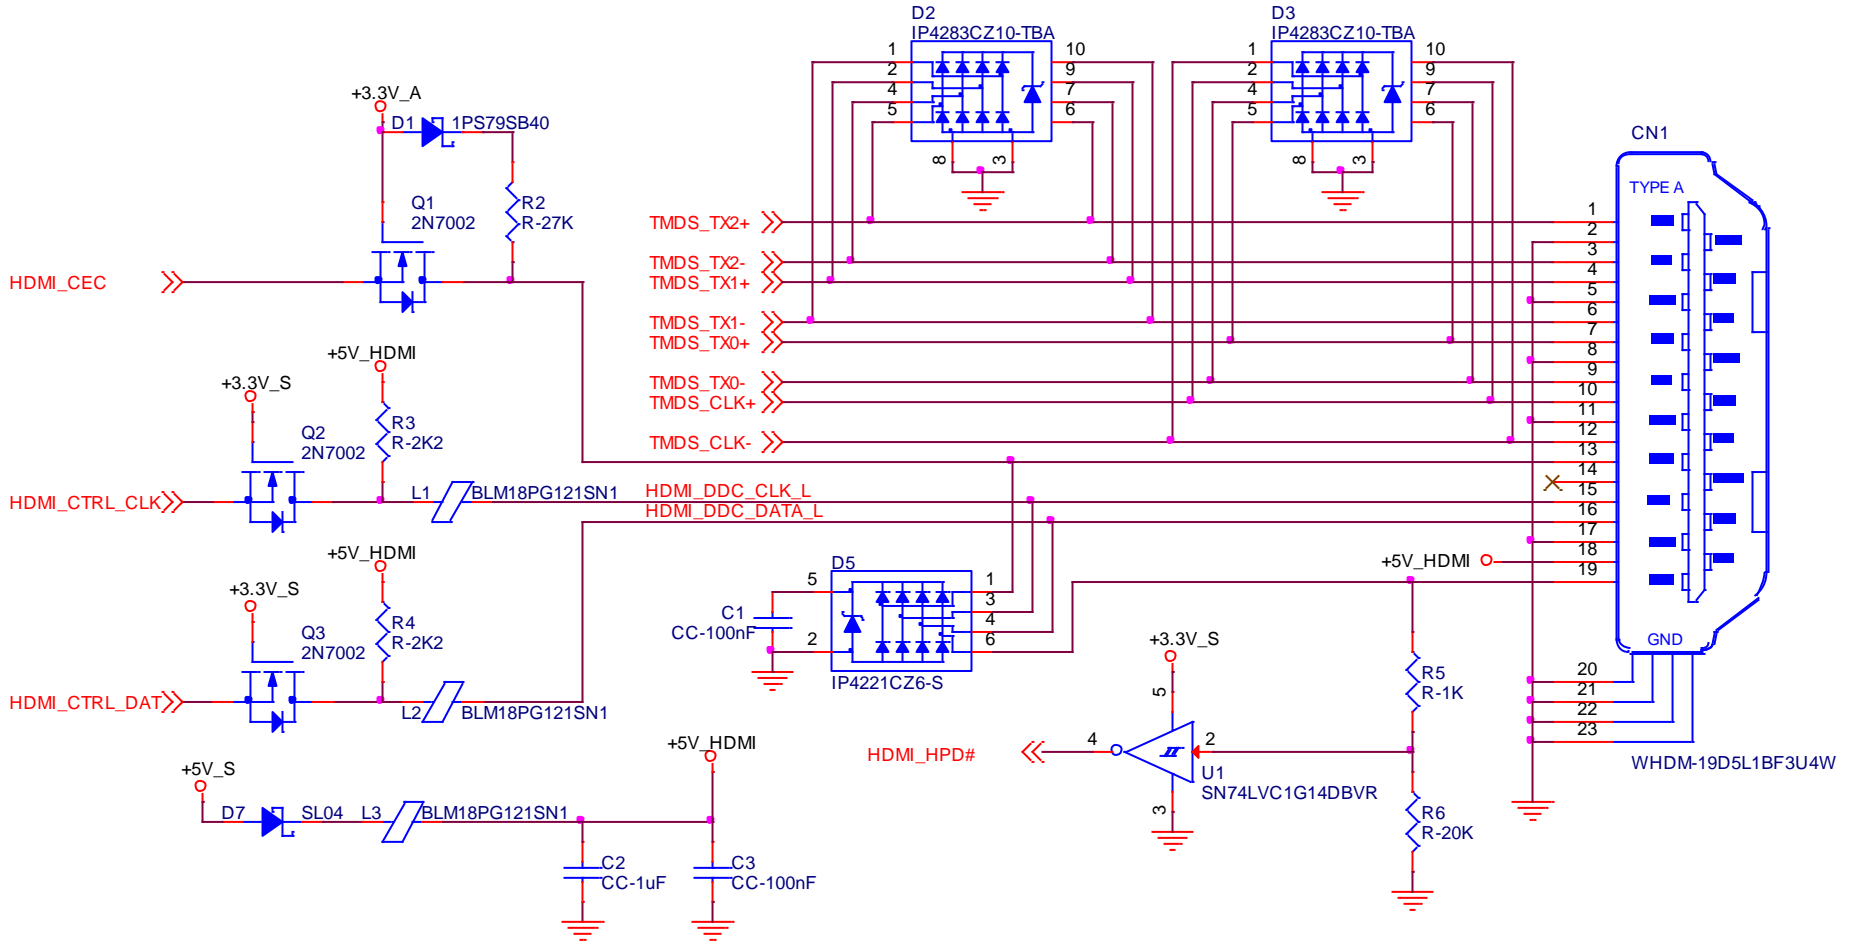 D2
IP4283CZ10-TBA
1
2
4
5
10
9
7
6
8
3
D3
IP4283CZ10-TBA
1
2
4
5
10
9
7
6
8
3
+3.3V_A
D1
1PS79SB40
Q1
2N7002
R2
R-27K
HDMI_CEC
TMDS_TX2+
TMDS_TX2-
TMDS_TX1+
TMDS_TX1-
TMDS_TX0+
TMDS_TX0-
TMDS_CLK+
TMDS_CLK-
CN1
TYPE A
1
2
3
4
5
6
7
8
9
10
11
12
13
14
15
16
17
18
19
GND
20
21
22
23
WHDM-19D5L1BF3U4W
+5V_HDMI
+3.3V_S
R3
R-2K2
Q2
2N7002
HDMI_CTRL_CLK
L1
BLM18PG121SN1
HDMI_DDC_CLK_L
HDMI_DDC_DATA_L
+5V_HDMI
+3.3V_S
R4
R-2K2
Q3
2N7002
HDMI_CTRL_DAT
L2
BLM18PG121SN1
D5
5
2
1
3
4
6
C1
CC-100nF
IP4221CZ6-S
+5V_HDMI
+3.3V_S
5
4
2
3
HDMI_HPD#
U1
SN74LVC1G14DBVR
R5
R-1K
R6
R-20K
+5V_S
D7
SL04
L3
BLM18PG121SN1
+5V_HDMI
C2
CC-1uF
C3
CC-100nF